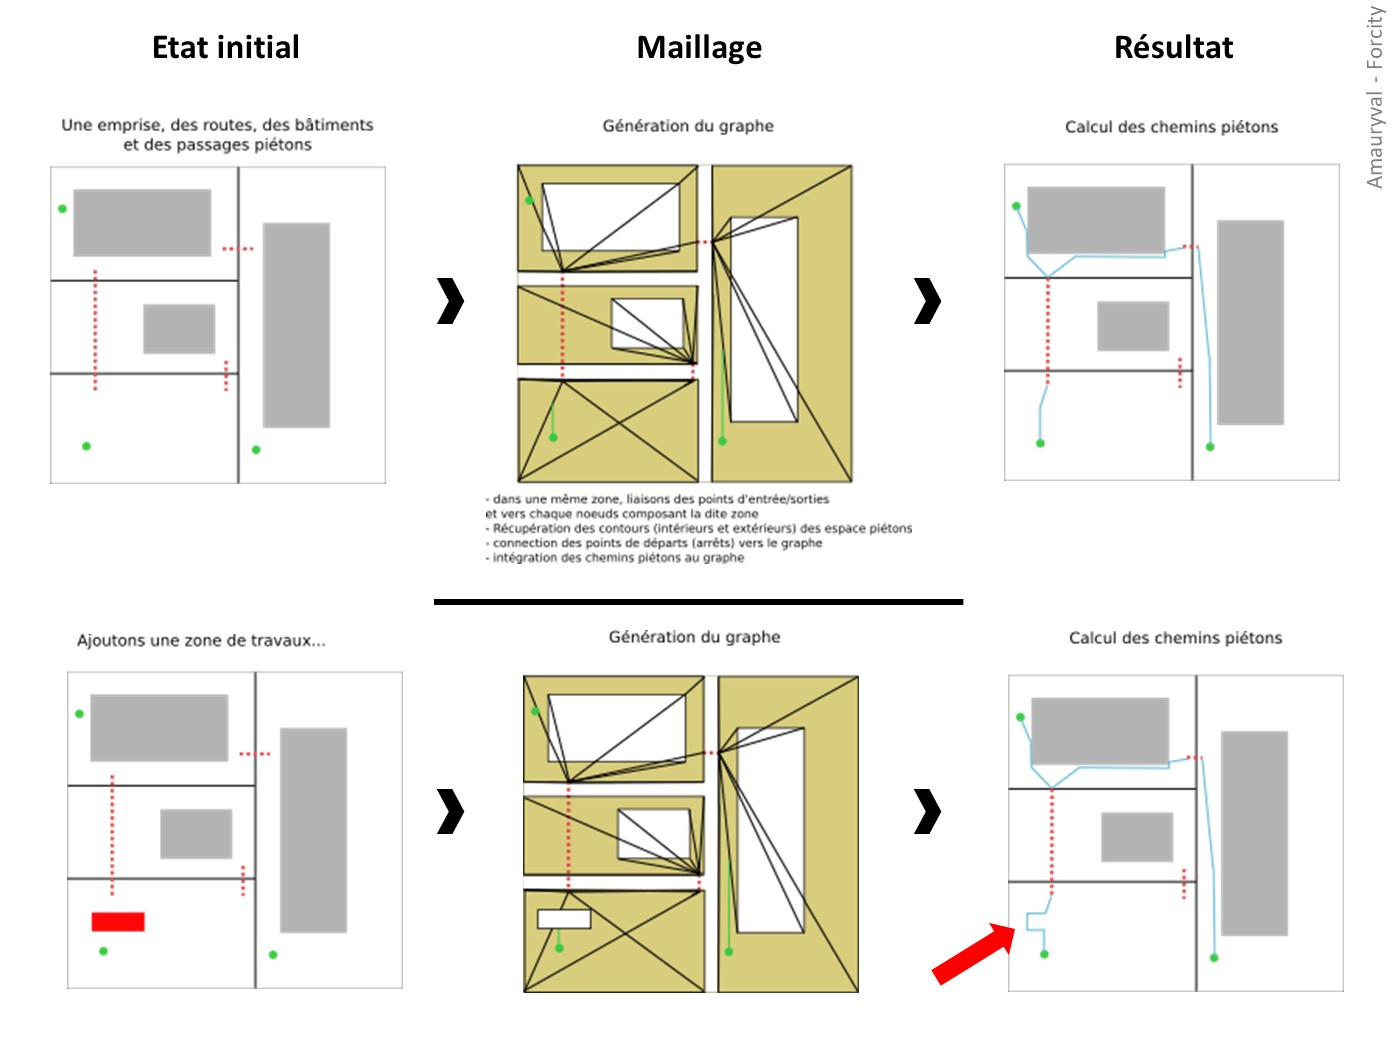 Etat initial
Maillage
Résultat
Amauryval - Forcity
Une emprise, des routes, des bâtiments
et des passages piétons
Génération du graphe
Calcul des chemins piétons
- dans une même zone, liaisons des points d'entrée/sorties
et vers chaque noeuds composant la dite zone
- Récupération des contours (intérieurs et extérieurs) des espace piétons
- connection des points de départs (arrêts) vers le graphe
- intégration des chemins piétons au graphe
Ajoutons une zone de travaux...
Génération du graphe
Calcul des chemins piétons